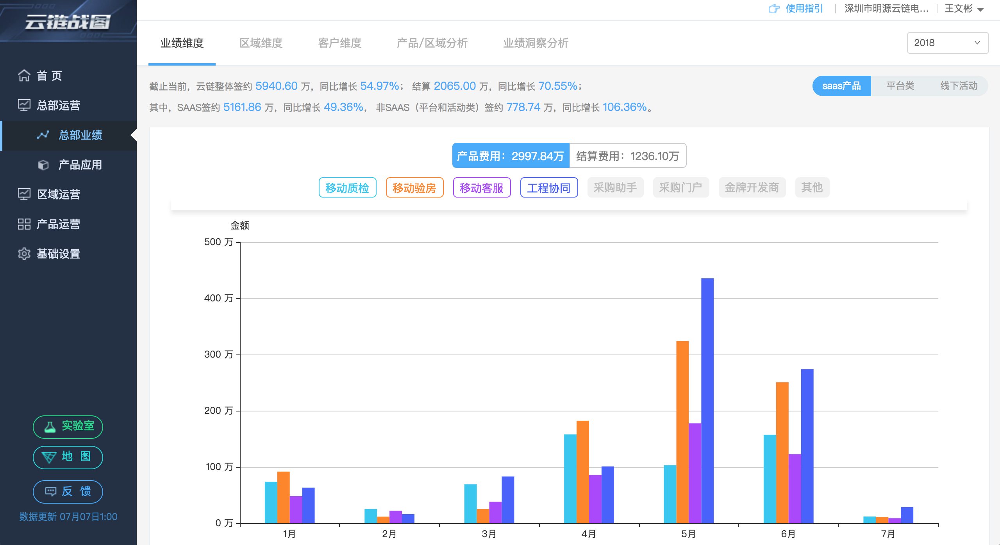 云链战图
使用指引
深圳市明源云链电...
王文彬
首 页
总部运营
总部业绩
产品应用
区域运营
产品运营
基础设置
实验室
地 图
反 馈
数据更新 07月07日1:00
业绩维度 区域维度 客户维度 产品/区域分析 业绩洞察分析
2018
截止当前，云链整体签约 5940.60 万，同比增长 54.97%； 结算 2065.00 万，同比增长 70.55%；
其中，SAAS签约 5161.86 万，同比增长 49.36%， 非SAAS（平台和活动类）签约 778.74 万，同比增长 106.36%。
saas产品 平台类 线下活动
产品费用：2997.84万 结算费用：1236.10万
移动质检 移动验房 移动客服 工程协同 采购助手 采购门户 金牌开发商 其他
金额
500 万
400 万
300 万
200 万
100 万
0 万
1月 2月 3月 4月 5月 6月 7月